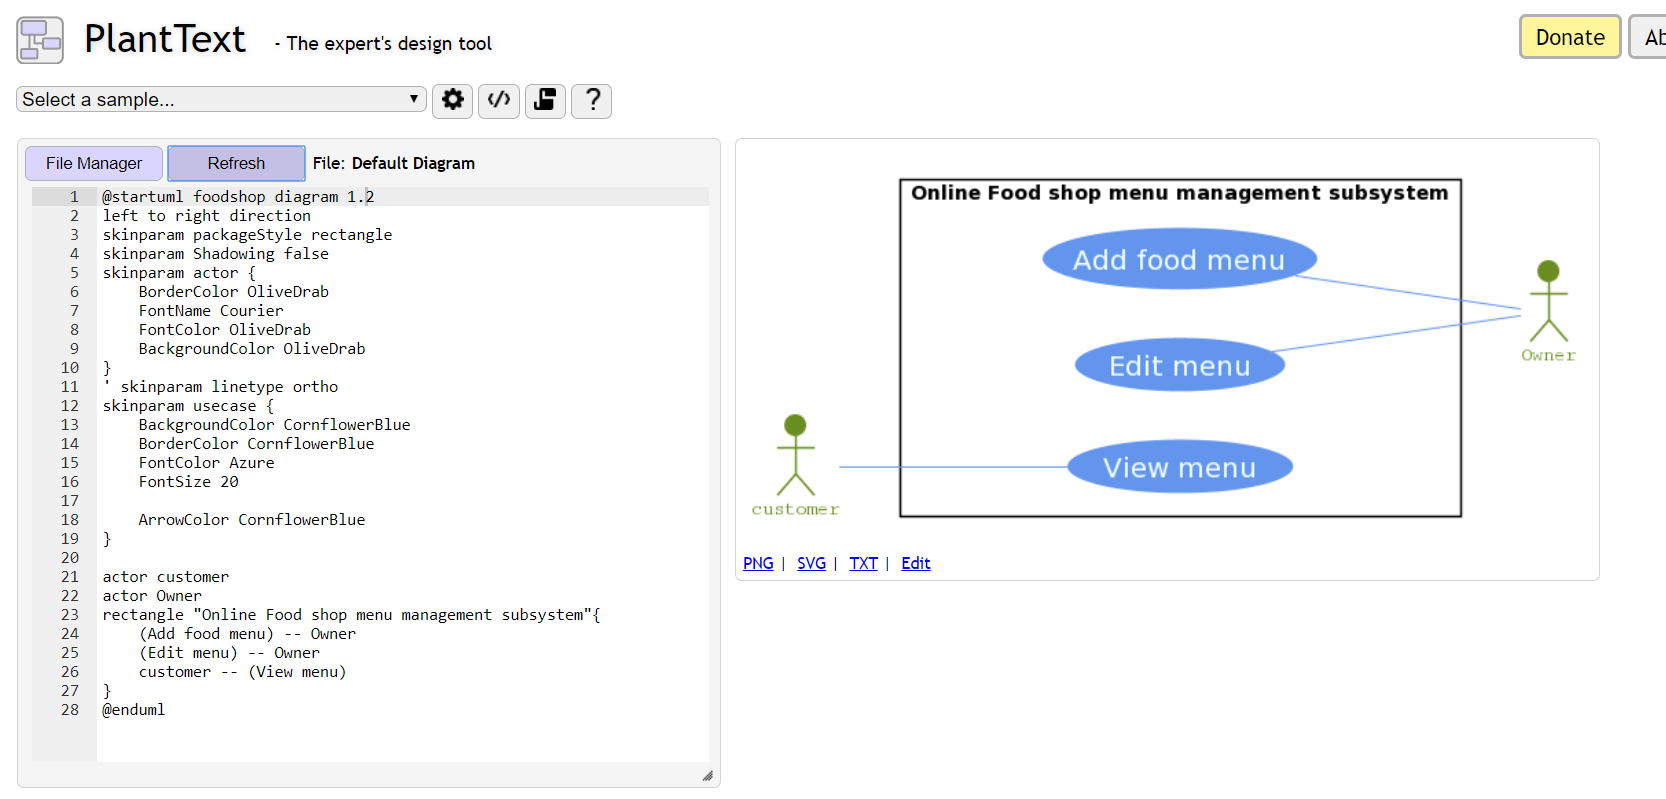 PlantText - The expert's design tool
Donate Ab
Select a sample...
</> ?
File Manager Refresh File: Default Diagram
1 @startuml foodshop diagram 1.2
2 left to right direction
3 skinparam packageStyle rectangle
4 skinparam Shadowing false
5 skinparam actor {
6 BorderColor OliveDrab
7 FontName Courier
8 FontColor OliveDrab
9 BackgroundColor OliveDrab
10 }
11 ' skinparam linetype ortho
12 skinparam usecase {
13 BackgroundColor CornflowerBlue
14 BorderColor CornflowerBlue
15 FontColor Azure
16 FontSize 20
17
18 ArrowColor CornflowerBlue
19 }
20
21 actor customer
22 actor Owner
23 rectangle "Online Food shop menu management subsystem"{
24 (Add food menu) -- Owner
25 (Edit menu) -- Owner
26 customer -- (View menu)
27 }
28 @enduml
Online Food shop menu management subsystem
Add food menu
Edit menu
Owner
View menu
customer
PNG | SVG | TXT | Edit